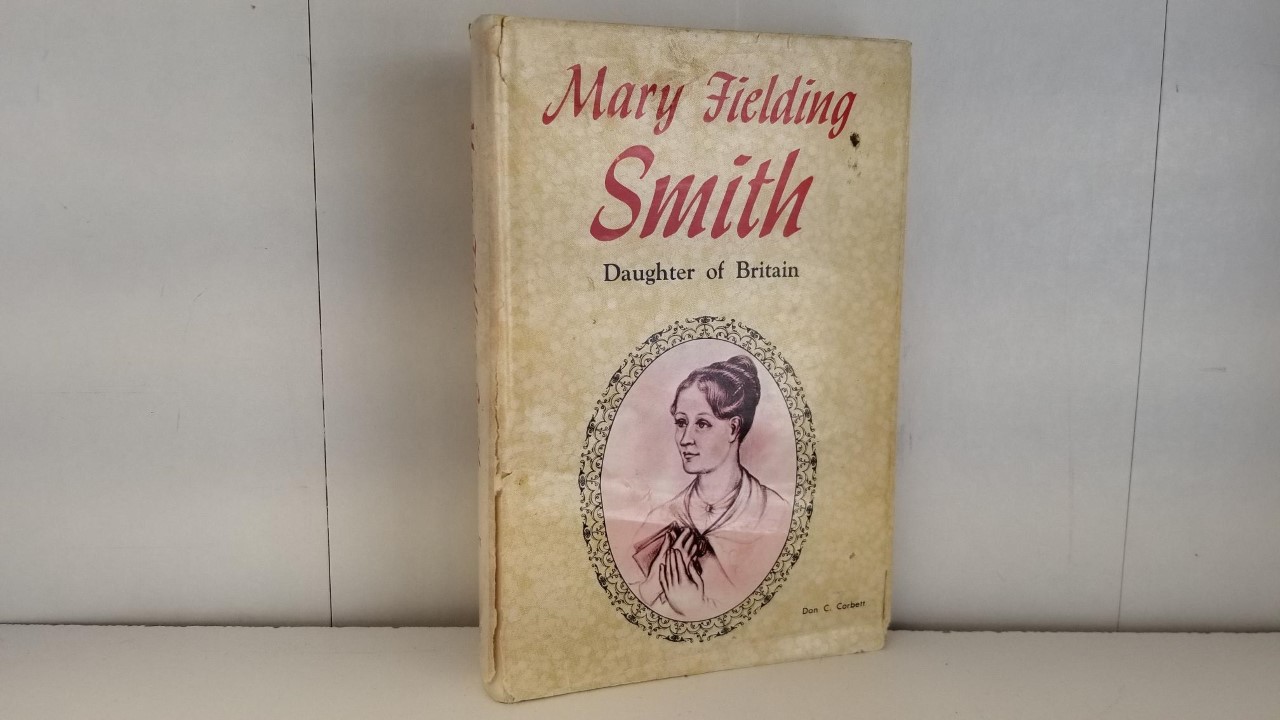 Mary Fielding
Smith
Daughter of Britain
Don C. Corbett